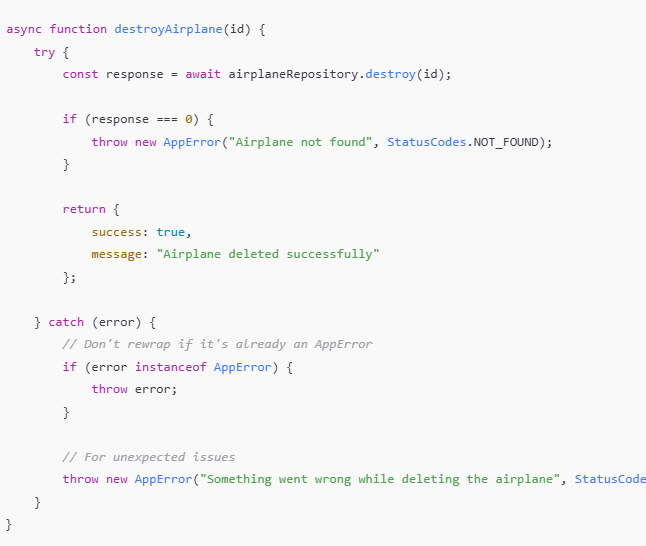 async function destroyAirplane(id) {
    try {
        const response = await airplaneRepository.destroy(id);
        if (response === 0) {
            throw new AppError("Airplane not found", StatusCodes.NOT_FOUND);
        }
        return {
            success: true,
            message: "Airplane deleted successfully"
        };
    } catch (error) {
        // Don't rewrap if it's already an AppError
        if (error instanceof AppError) {
            throw error;
        }
        // For unexpected issues
        throw new AppError("Something went wrong while deleting the airplane", StatusCode
    }
}